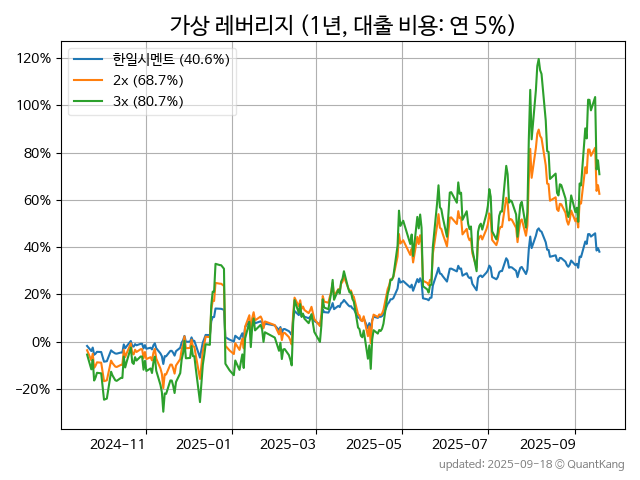 가상 레버리지 (1년, 대출 비용: 연 5%)
한일시멘트 (40.6%)
2x (68.7%)
3x (80.7%)
120%
100%
80%
60%
40%
20%
0%
−20%
2024-11
2025-01
2025-03
2025-05
2025-07
2025-09
updated: 2025-09-18 © QuantKang